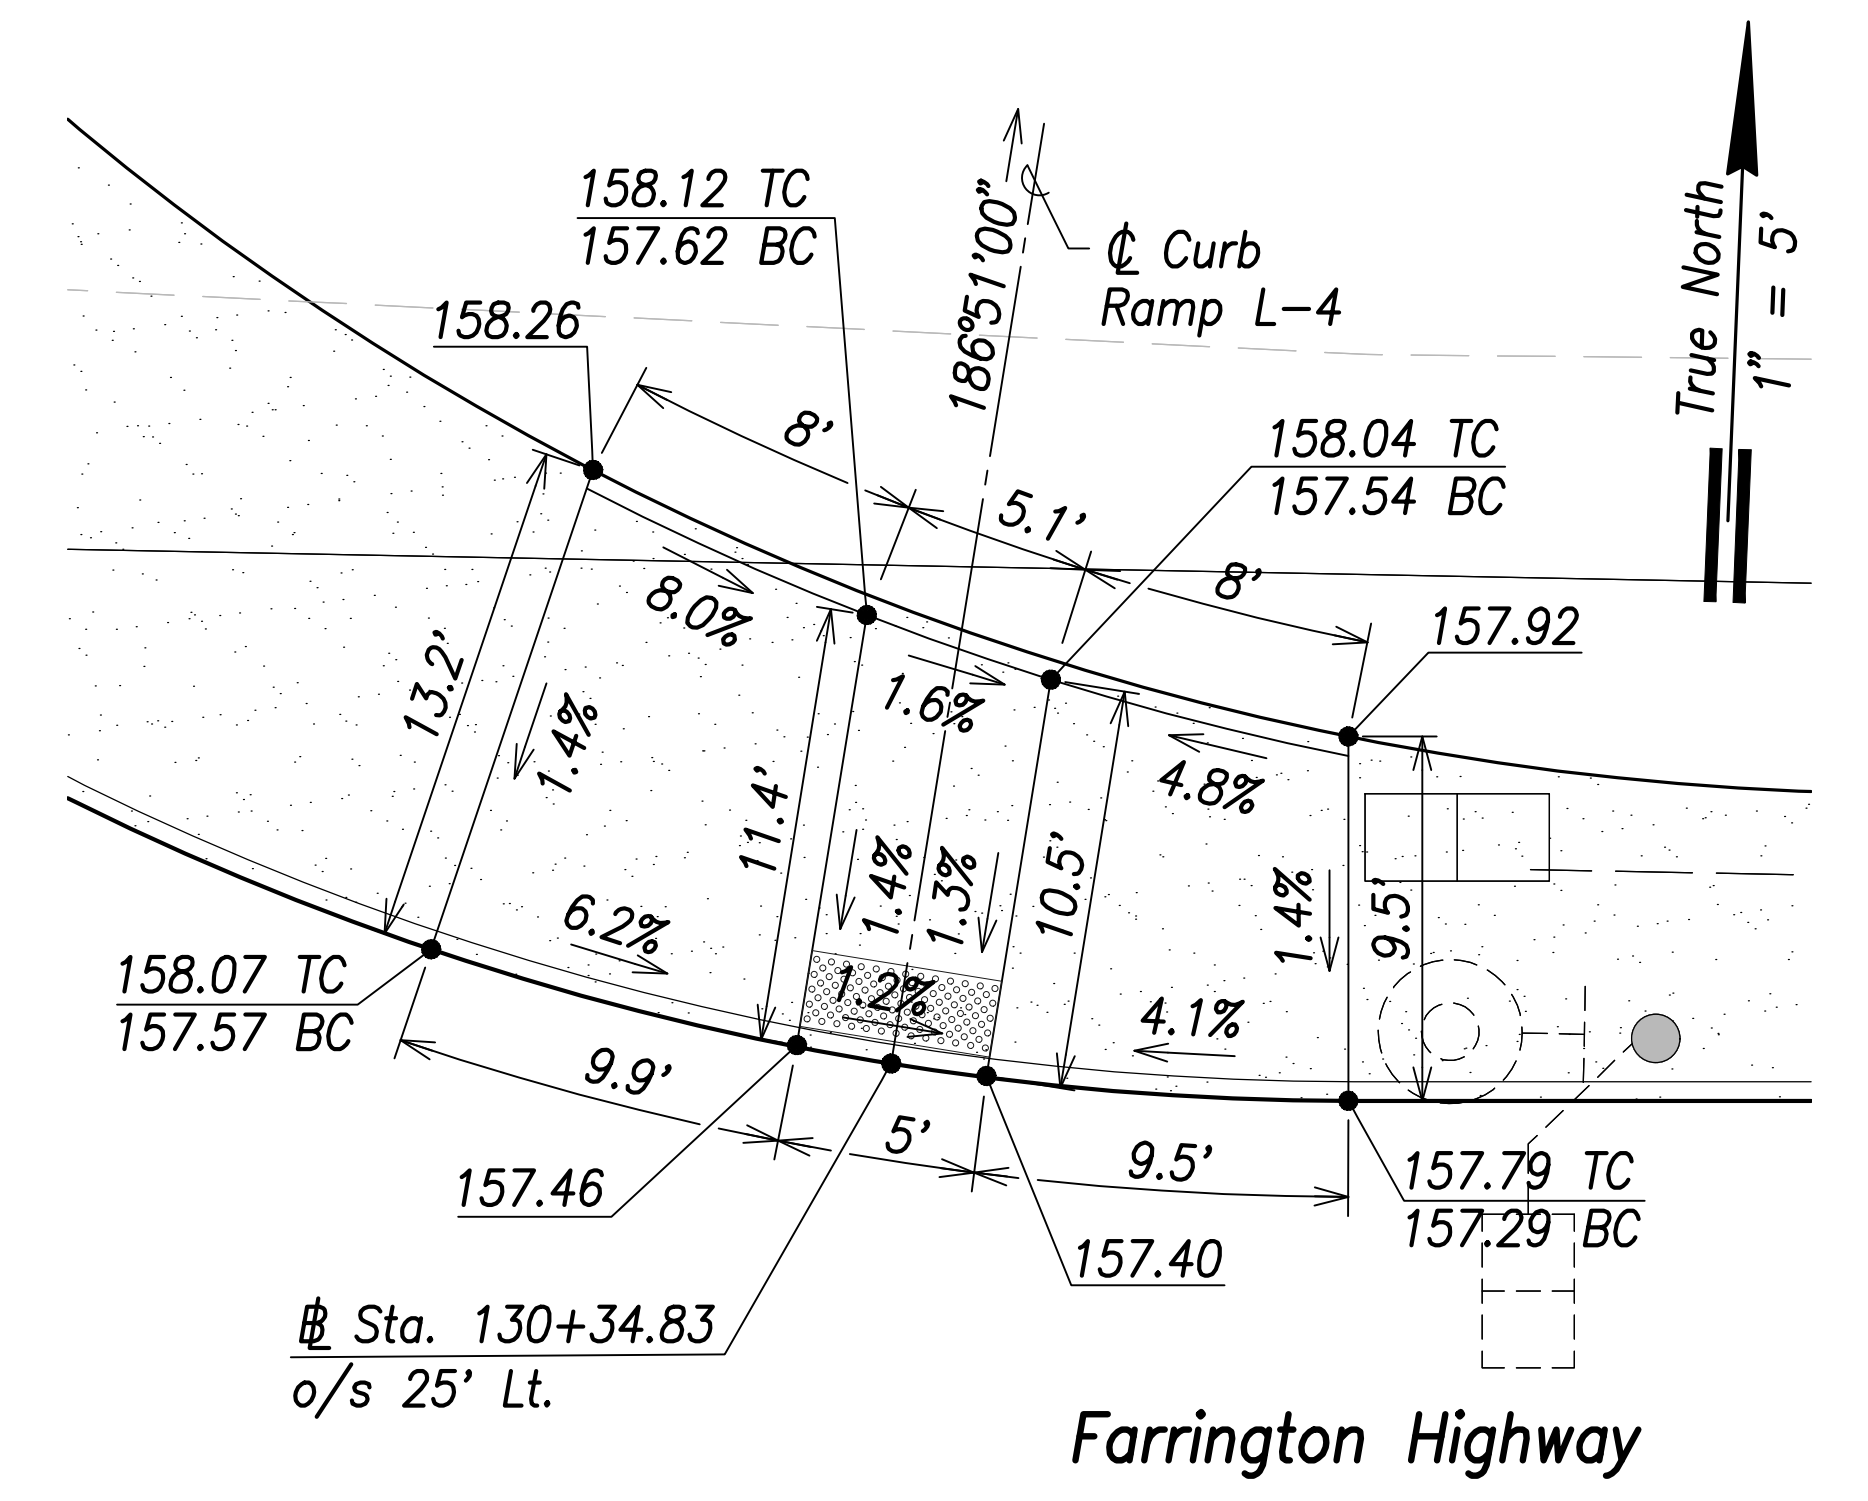 158.12 TC
157.62 BC
158.26
186°51'00"
℄ Curb
Ramp L-4
True North
1" = 5'
8'
5.1'
8'
158.04 TC
157.54 BC
157.92
8.0%
13.2'
1.4%
1.6%
4.8%
11.4'
1.4%
1.3%
10.5'
1.4%
9.5'
6.2%
1.2%
4.1%
158.07 TC
157.57 BC
9.9'
5'
9.5'
157.46
157.40
157.79 TC
157.29 BC
BL Sta. 130+34.83
o/s 25' Lt.
Farrington Highway